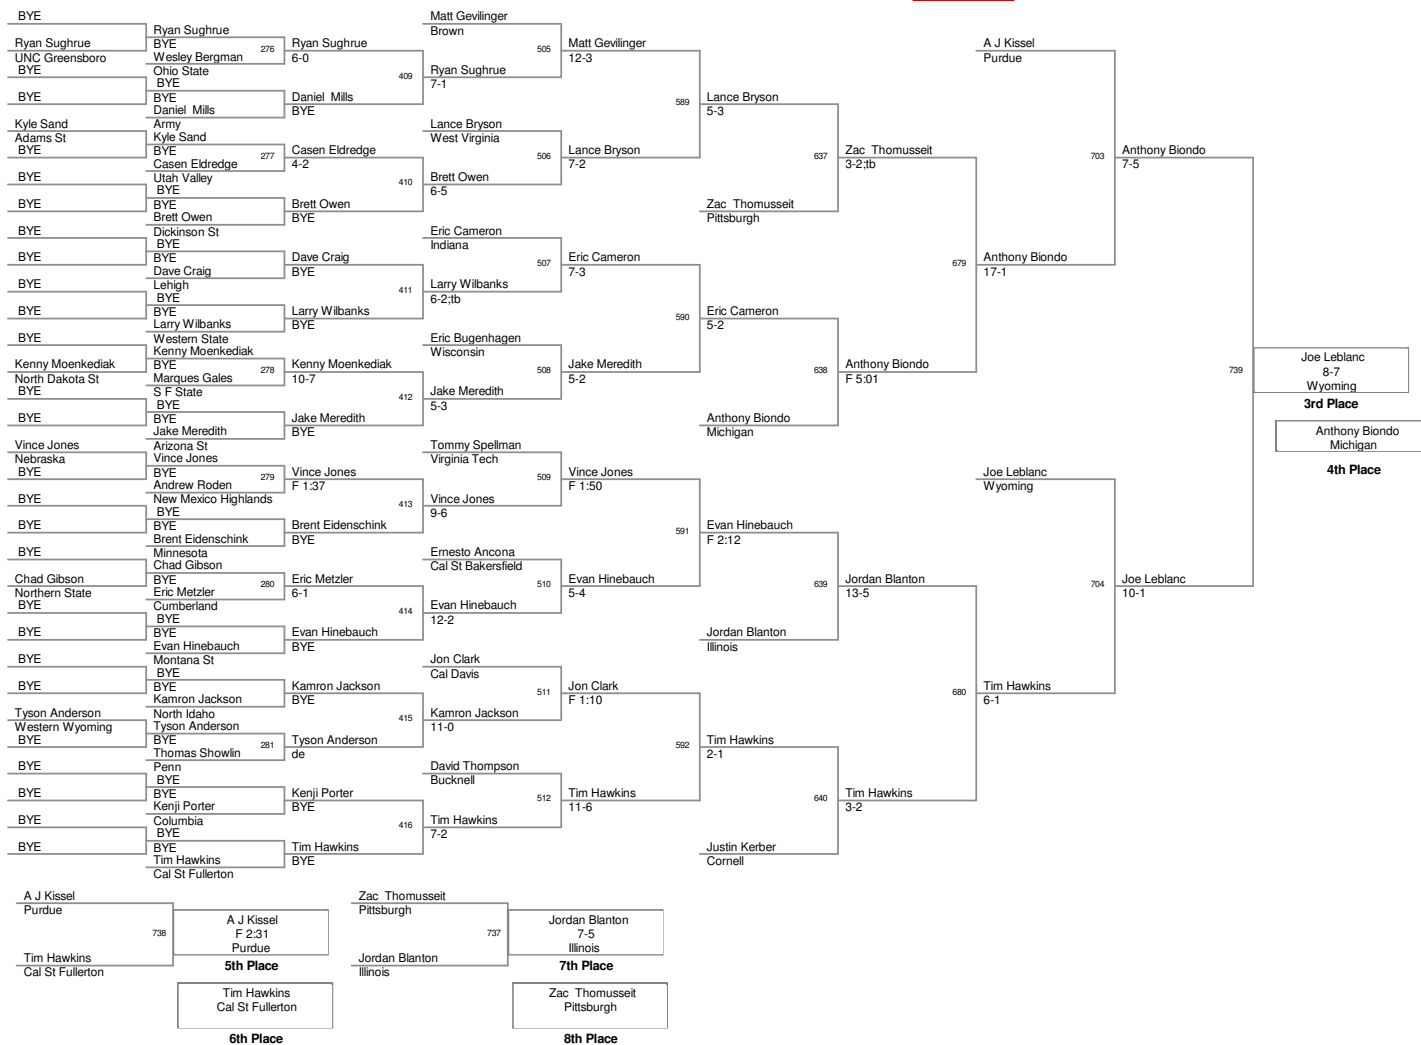 BYE
Ryan Sughrue
UNC Greensboro
BYE
BYE
Kyle Sand
Adams St
BYE
BYE
BYE
BYE
BYE
BYE
BYE
BYE
Kenny Moenkediak
North Dakota St
BYE
BYE
Vince Jones
Nebraska
BYE
BYE
BYE
BYE
Chad Gibson
Northern State
BYE
BYE
BYE
BYE
Tyson Anderson
Western Wyoming
BYE
BYE
BYE
BYE
BYE
Ryan Sughrue
BYE
276
Wesley Bergman
Ohio State
BYE
BYE
Daniel Mills
Army
Kyle Sand
BYE
277
Casen Eldredge
Utah Valley
BYE
BYE
Brett Owen
Dickinson St
BYE
BYE
Dave Craig
Lehigh
BYE
BYE
Larry Wilbanks
Western State
Kenny Moenkediak
BYE
278
Marques Gales
S F State
BYE
BYE
Jake Meredith
Arizona St
Vince Jones
BYE
279
Andrew Roden
New Mexico Highlands
BYE
BYE
Brent Eidenschink
Minnesota
Chad Gibson
BYE
280
Eric Metzler
Cumberland
BYE
BYE
Evan Hinebauch
Montana St
BYE
BYE
Kamron Jackson
North Idaho
Tyson Anderson
BYE
281
Thomas Showlin
Penn
BYE
BYE
Kenji Porter
Columbia
BYE
BYE
Tim Hawkins
Cal St Fullerton
Ryan Sughrue
6-0
409
Daniel Mills
BYE
Casen Eldredge
4-2
410
Brett Owen
BYE
Dave Craig
BYE
411
Larry Wilbanks
BYE
Kenny Moenkediak
10-7
412
Jake Meredith
BYE
Vince Jones
F 1:37
413
Brent Eidenschink
BYE
Eric Metzler
6-1
414
Evan Hinebauch
BYE
Kamron Jackson
BYE
415
Tyson Anderson
de
Kenji Porter
BYE
416
Tim Hawkins
BYE
Matt Gevilinger
Brown
505
Ryan Sughrue
7-1
Lance Bryson
West Virginia
506
Brett Owen
6-5
Eric Cameron
Indiana
507
Larry Wilbanks
6-2;tb
Eric Bugenhagen
Wisconsin
508
Jake Meredith
5-3
Tommy Spellman
Virginia Tech
509
Vince Jones
9-6
Ernesto Ancona
Cal St Bakersfield
510
Evan Hinebauch
12-2
Jon Clark
Cal Davis
511
Kamron Jackson
11-0
David Thompson
Bucknell
512
Tim Hawkins
7-2
Matt Gevilinger
12-3
589
Lance Bryson
7-2
Eric Cameron
7-3
590
Jake Meredith
5-2
Vince Jones
F 1:50
591
Evan Hinebauch
5-4
Jon Clark
F 1:10
592
Tim Hawkins
11-6
Lance Bryson
5-3
637
Zac Thomusseit
Pittsburgh
Eric Cameron
5-2
638
Anthony Biondo
Michigan
Evan Hinebauch
F 2:12
639
Jordan Blanton
Illinois
Tim Hawkins
2-1
640
Justin Kerber
Cornell
Zac Thomusseit
3-2;tb
679
Anthony Biondo
F 5:01
Jordan Blanton
13-5
680
Tim Hawkins
3-2
A J Kissel
Purdue
703
Anthony Biondo
17-1
Joe Leblanc
Wyoming
704
Tim Hawkins
6-1
Anthony Biondo
7-5
739
Joe Leblanc
10-1
Joe Leblanc
8-7
Wyoming
3rd Place
Anthony Biondo
Michigan
4th Place
A J Kissel
Purdue
738
Tim Hawkins
Cal St Fullerton
A J Kissel
F 2:31
Purdue
5th Place
Tim Hawkins
Cal St Fullerton
6th Place
Zac Thomusseit
Pittsburgh
737
Jordan Blanton
Illinois
Jordan Blanton
7-5
Illinois
7th Place
Zac Thomusseit
Pittsburgh
8th Place